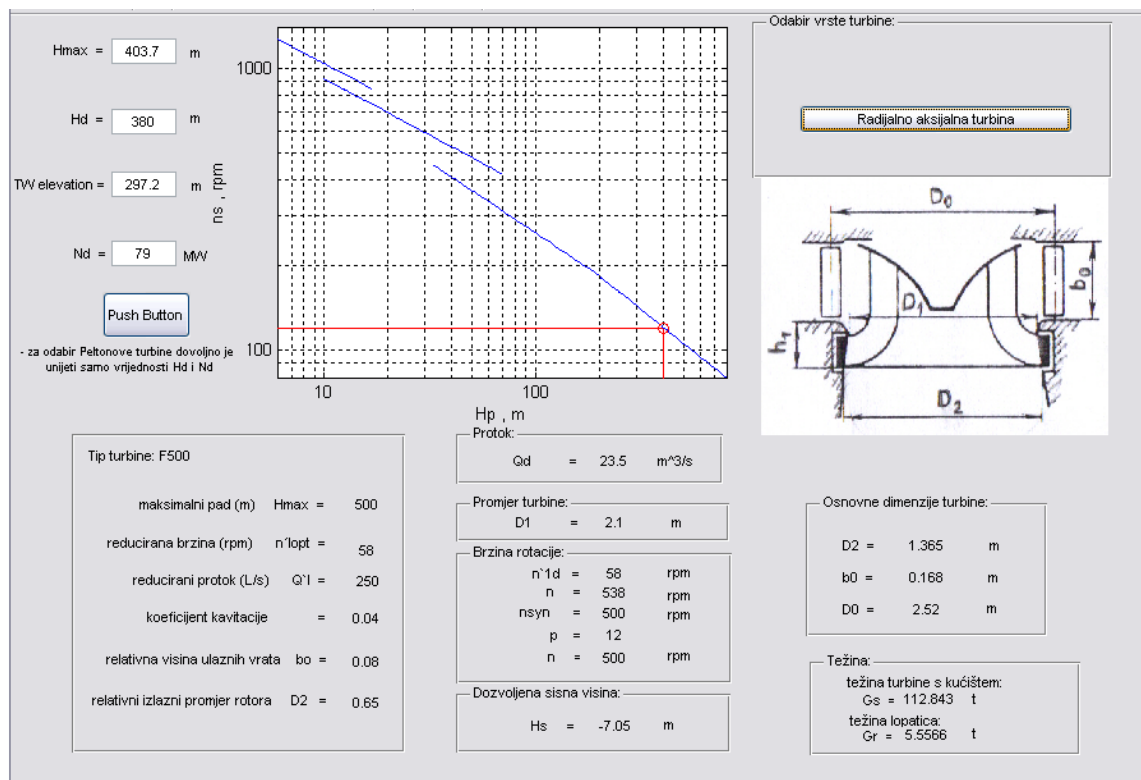 Hmax = 403.7 m
Hd = 380 m
TW elevation = 297.2 m
Nd = 79 MW
Push Button
- za odabir Peltonove turbine dovoljno je
unijeti samo vrijednosti Hd i Nd
1000
100
ns , rpm
10 100
Hp , m
Odabir vrste turbine:
Radijalno aksijalna turbina
D0
b0
D1
h1
D2
Tip turbine: F500
maksimalni pad (m) Hmax = 500
reducirana brzina (rpm) n´Iopt = 58
reducirani protok (L/s) Q`I = 250
koeficijent kavitacije = 0.04
relativna visina ulaznih vrata bo = 0.08
relativni izlazni promjer rotora D2 = 0.65
Protok:
Qd = 23.5 m^3/s
Promjer turbine:
D1 = 2.1 m
Brzina rotacije:
n`1d = 58 rpm
n = 538 rpm
nsyn = 500 rpm
p = 12
n = 500 rpm
Dozvoljena sisna visina:
Hs = -7.05 m
Osnovne dimenzije turbine:
D2 = 1.365 m
b0 = 0.168 m
D0 = 2.52 m
Težina:
težina turbine s kućištem:
Gs = 112.843 t
težina lopatica:
Gr = 5.5566 t